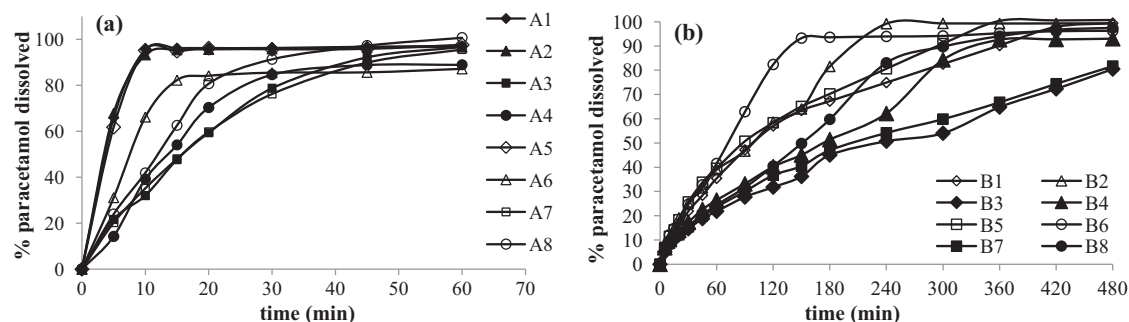 (a)
% paracetamol dissolved
100
80
60
40
20
0
0 10 20 30 40 50 60 70
time (min)
A1
A2
A3
A4
A5
A6
A7
A8
(b)
% paracetamol dissolved
100
90
80
70
60
50
40
30
20
10
0
0 60 120 180 240 300 360 420 480
time (min)
B1 B2
B3 B4
B5 B6
B7 B8